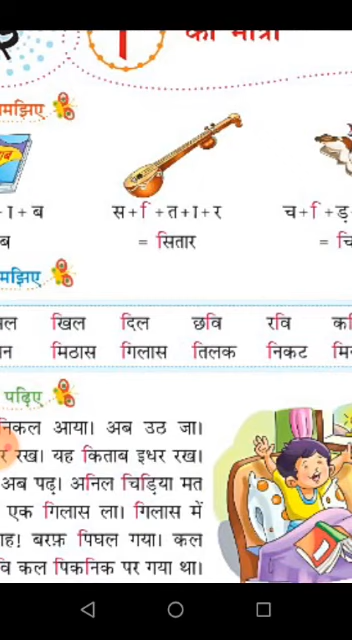 ि
की मात्रा
समझिए
+ ा + ब
स + ि + त + ा + र
च + ि + ड़
= सितार
= चि
समझिए
खिल दिल छवि रवि
मिठास गिलास तिलक निकट
पढ़िए
निकल आया। अब उठ जा।
रख। यह किताब इधर रख।
अब पढ़। अनिल चिड़िया मत
एक गिलास ला। गिलास में
बरफ़ पिघल गया। कल
कल पिकनिक पर गया था।